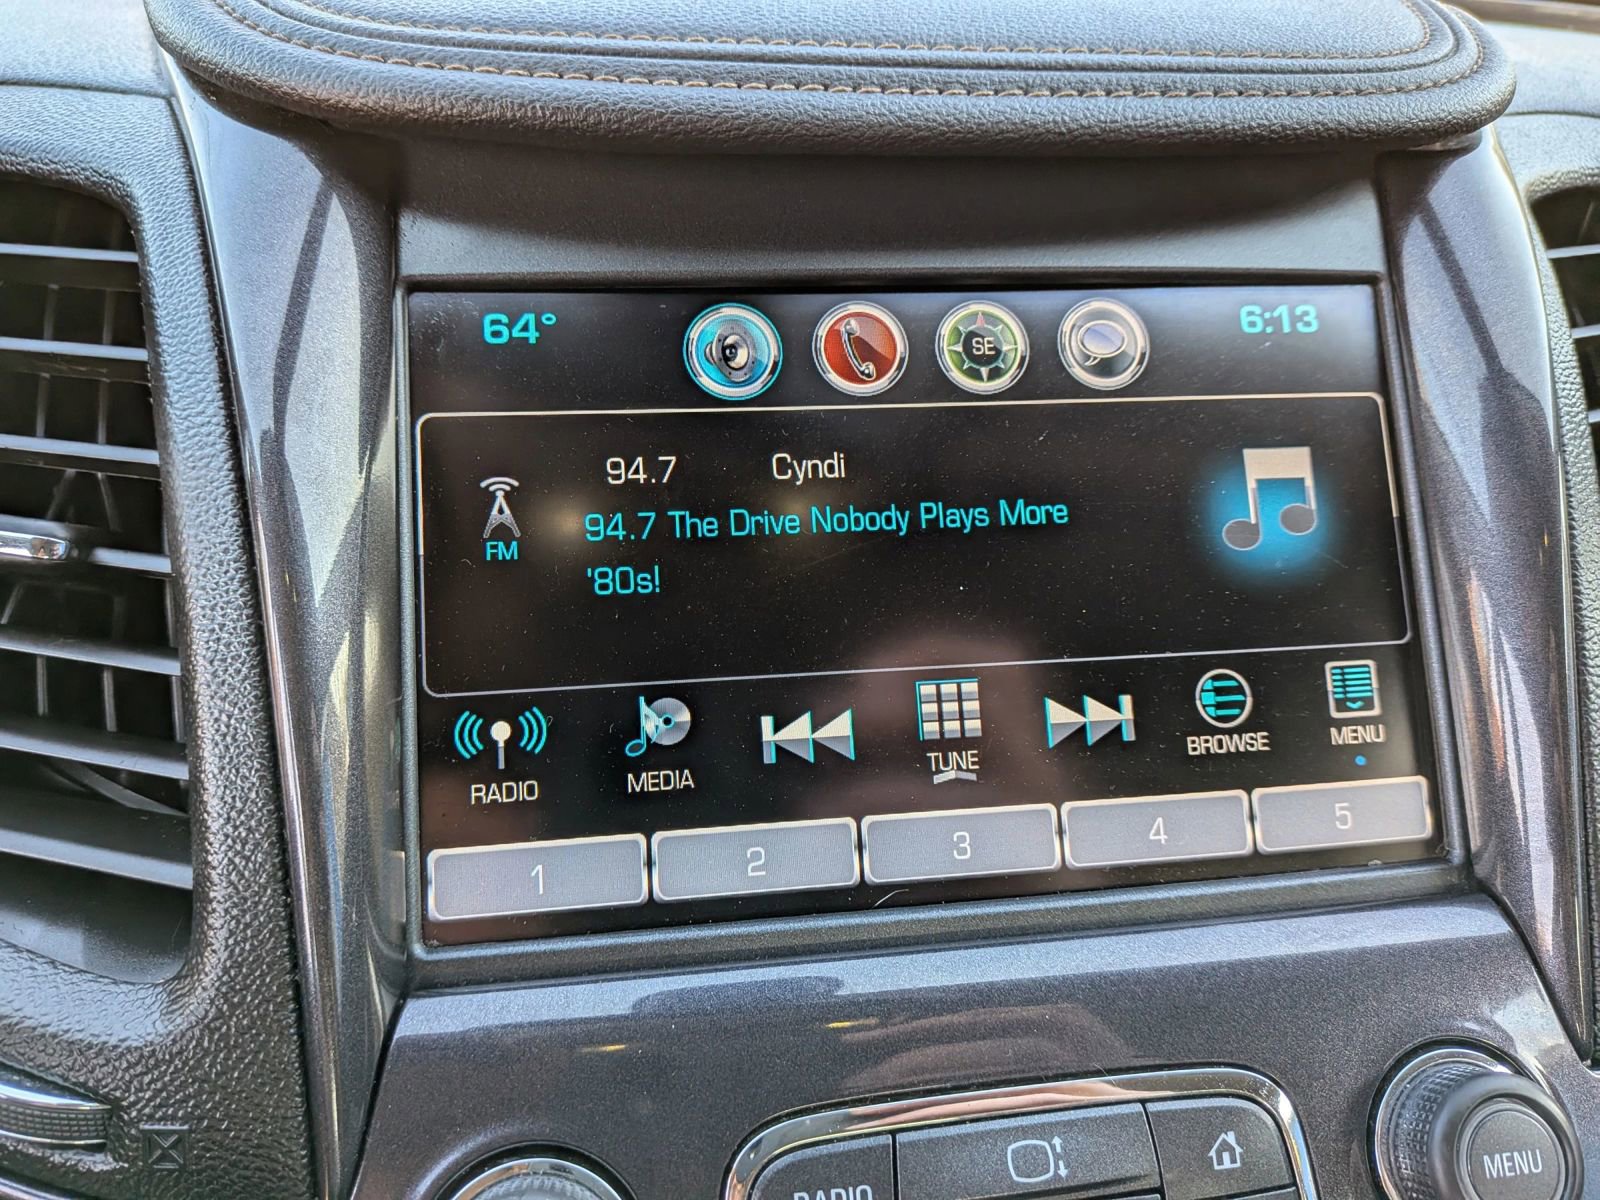 64° SE 6:13
94.7 Cyndi
FM
94.7 The Drive Nobody Plays More
'80s!
RADIO MEDIA TUNE BROWSE MENU
1 2 3 4 5
RADIO MENU